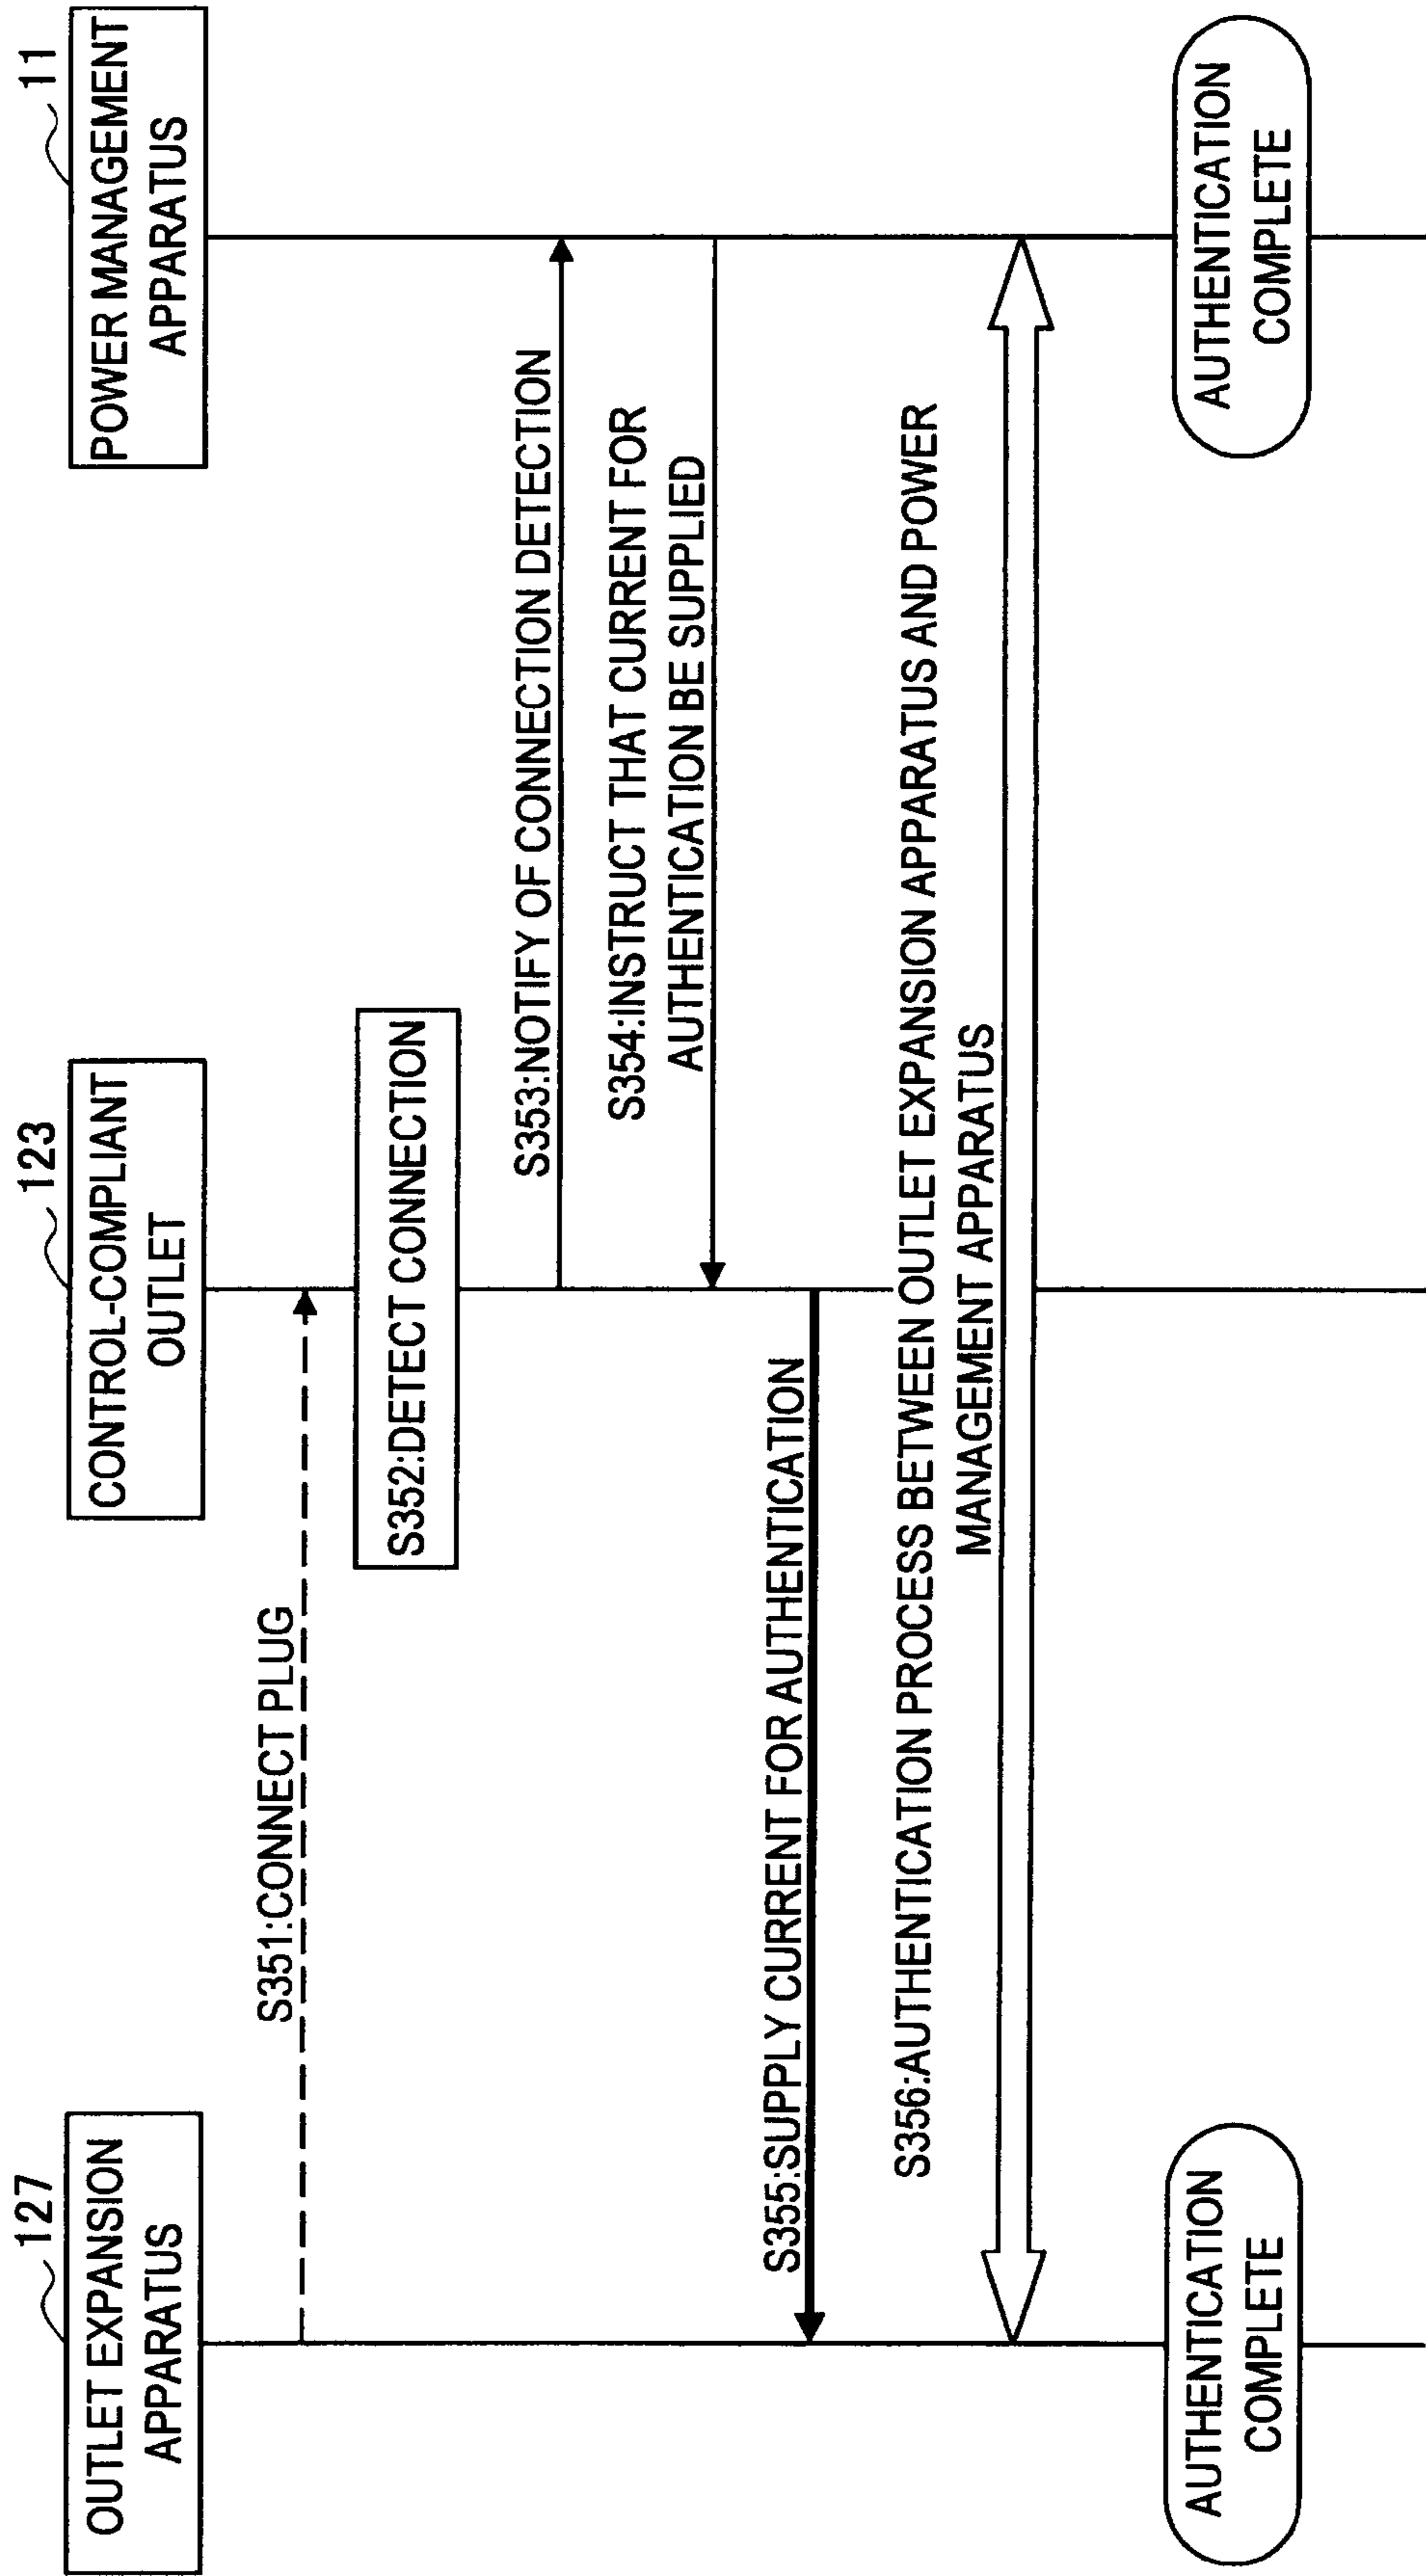 127
OUTLET EXPANSION
APPARATUS
123
CONTROL-COMPLIANT
OUTLET
11
POWER MANAGEMENT
APPARATUS
S351:CONNECT PLUG
S352:DETECT CONNECTION
S353:NOTIFY OF CONNECTION DETECTION
S354:INSTRUCT THAT CURRENT FOR
AUTHENTICATION BE SUPPLIED
S355:SUPPLY CURRENT FOR AUTHENTICATION
S356:AUTHENTICATION PROCESS BETWEEN OUTLET EXPANSION APPARATUS AND POWER
MANAGEMENT APPARATUS
AUTHENTICATION
COMPLETE
AUTHENTICATION
COMPLETE